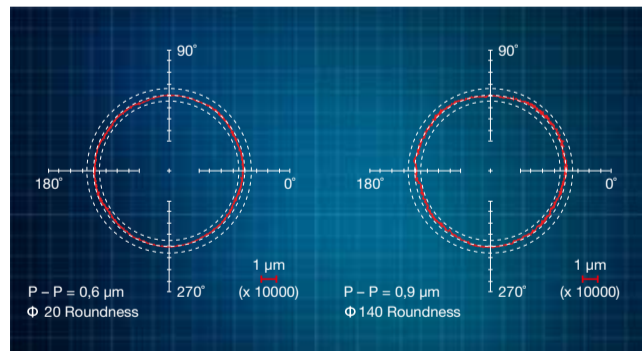 90°
180°
0°
270°
1 µm
(x 10000)
P – P = 0,6 µm
Φ 20 Roundness
90°
180°
0°
270°
1 µm
(x 10000)
P – P = 0,9 µm
Φ 140 Roundness